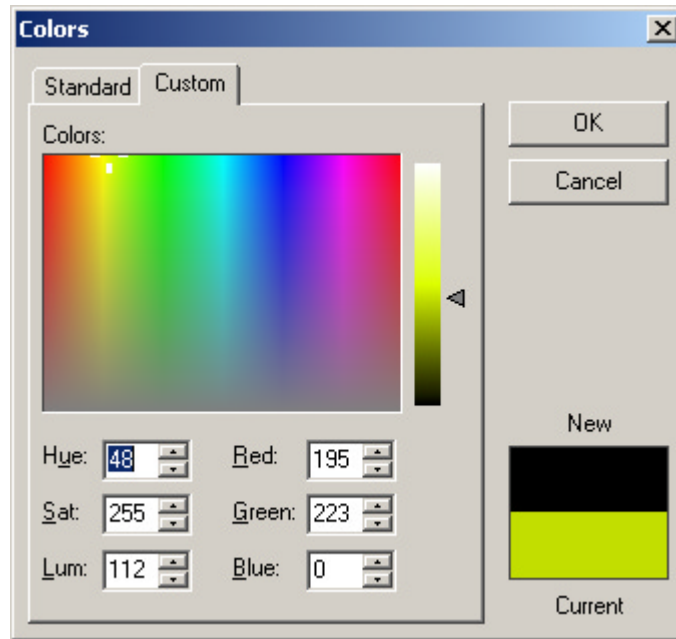 Colors
Standard Custom
Colors:
OK
Cancel
Hue: 48 Red: 195
Sat: 255 Green: 223
Lum: 112 Blue: 0
New
Current